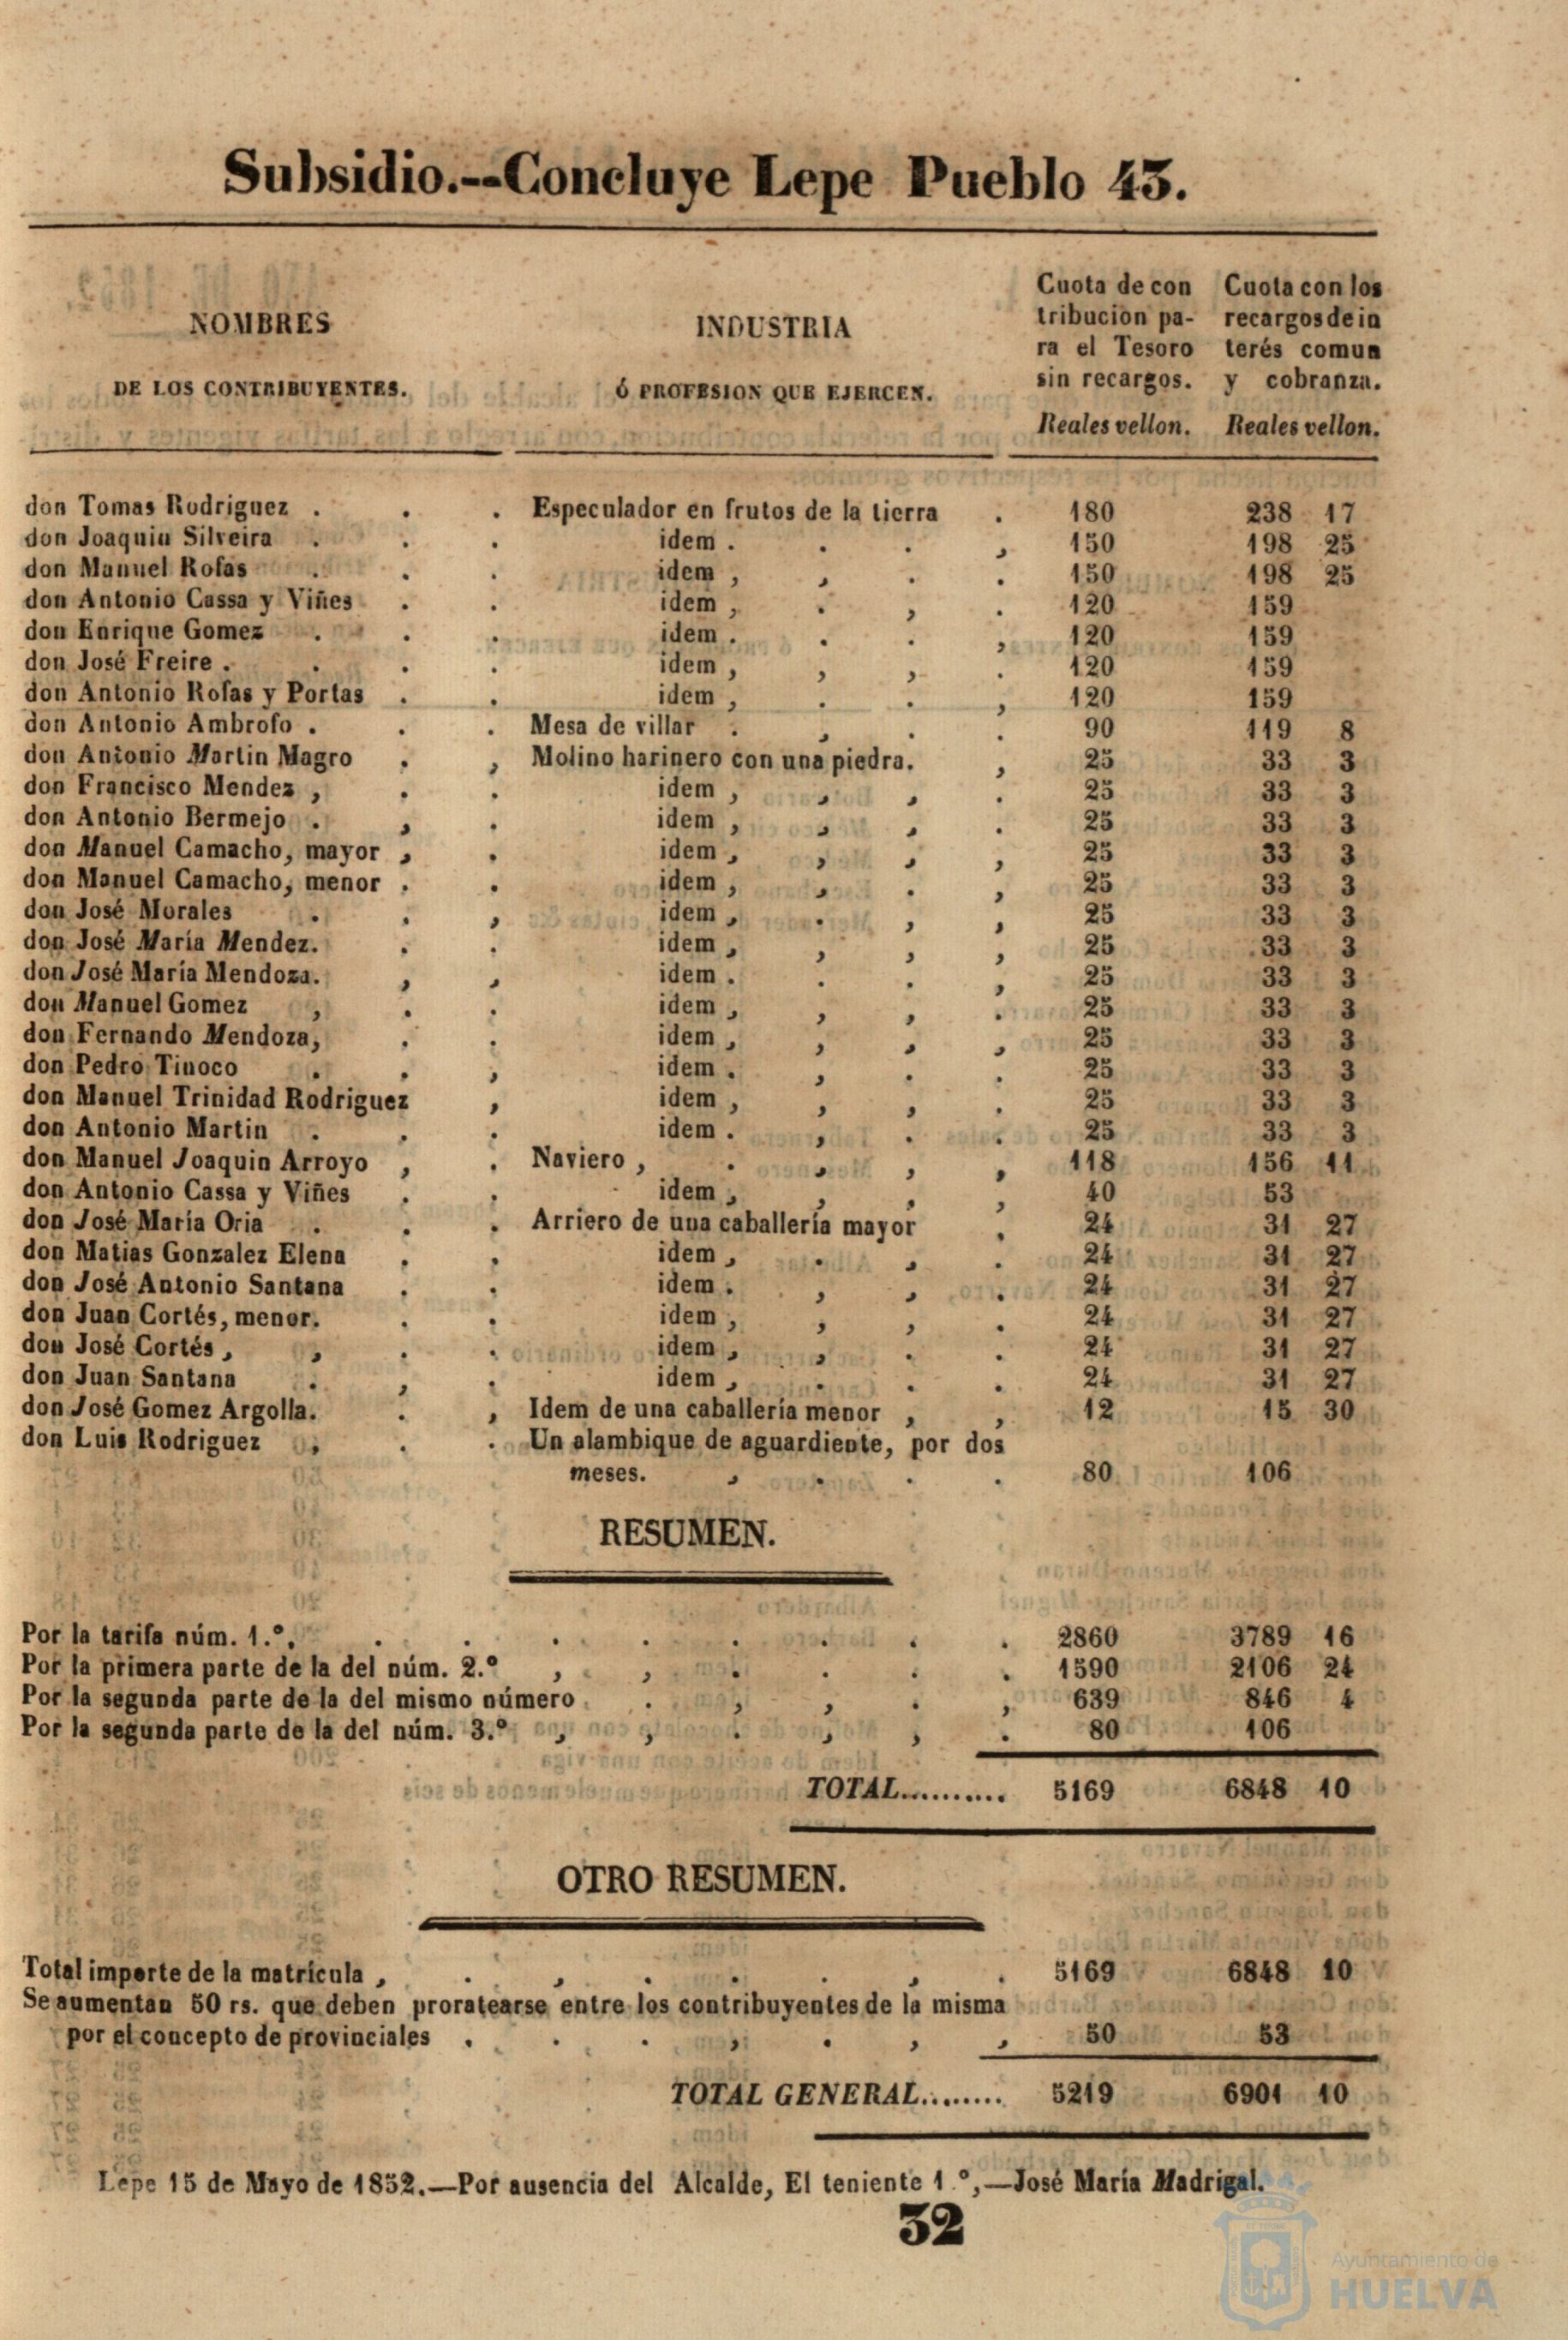 Subsidio.--Concluye Lepe Pueblo 43.
NOMBRES
DE LOS CONTRIBUYENTES.
INDUSTRIA
Ó PROFESION QUE EJERCEN.
Cuota de con
tribucion pa-
ra el Tesoro
sin recargos.
Reales vellon.
Cuota con los
recargos de in
terés comun
y cobranza.
Reales vellon.
don Tomas Rodriguez . . . Especulador en frutos de la tierra . 180 238 17
don Joaquin Silveira . . . idem . . . , 150 198 25
don Manuel Rofas . . . idem , , . . 150 198 25
don Antonio Cassa y Viñes . . idem , . , . 120 159
don Enrique Gomez . . . idem . . . , 120 159
don José Freire . . . . idem , , , . 120 159
don Antonio Rofas y Portas . . idem , . . , 120 159
don Antonio Ambrofo . . . Mesa de villar . , . . 90 119 8
don Antonio Martin Magro . , Molino harinero con una piedra. , 25 33 3
don Francisco Mendez , . . idem , , , . 25 33 3
don Antonio Bermejo . , . idem , , , . 25 33 3
don Manuel Camacho, mayor , . idem , , , , 25 33 3
don Manuel Camacho, menor . . idem , , . , 25 33 3
don José Morales . . , idem , . , , 25 33 3
don José María Mendez. . . idem , , , , 25 33 3
don José María Mendoza. , , idem . . . , 25 33 3
don Manuel Gomez , . . idem , , , . 25 33 3
don Fernando Mendoza, . . idem , , , , 25 33 3
don Pedro Tinoco . . , idem . , . . 25 33 3
don Manuel Trinidad Rodriguez , idem , , , . 25 33 3
don Antonio Martin . . . idem . , . . 25 33 3
don Manuel Joaquin Arroyo , . Naviero , . , , , 118 156 11
don Antonio Cassa y Viñes . . idem , , , , 40 53
don José María Oria . . . Arriero de una caballería mayor . 24 31 27
don Matias Gonzalez Elena . . idem , . , . 24 31 27
don José Antonio Santana . . idem . , , . 24 31 27
don Juan Cortés, menor. . . idem , , , . 24 31 27
don José Cortés , , . . idem , , . . 24 31 27
don Juan Santana . , . idem , . . . 24 31 27
don José Gomez Argolla. . , Idem de una caballería menor , , 12 15 30
don Luis Rodriguez , . . Un alambique de aguardiente, por dos
meses. , . . . 80 106
RESUMEN.
Por la tarifa núm. 1.º, . . . . . . . . 2860 3789 16
Por la primera parte de la del núm. 2.º , , . . . . 1590 2106 24
Por la segunda parte de la del mismo número . , , . , 639 846 4
Por la segunda parte de la del núm. 3.º , , . , , . 80 106
TOTAL.......... 5169 6848 10
OTRO RESUMEN.
Total importe de la matrícula , . , . . . , . 5169 6848 10
Se aumentan 50 rs. que deben proratearse entre los contribuyentes de la misma
por el concepto de provinciales . . . , . , , 50 53
TOTAL GENERAL........ 5219 6901 10
Lepe 15 de Mayo de 1852.—Por ausencia del Alcalde, El teniente 1.º,—José María Madrigal.
32
Ayuntamiento de
HUELVA